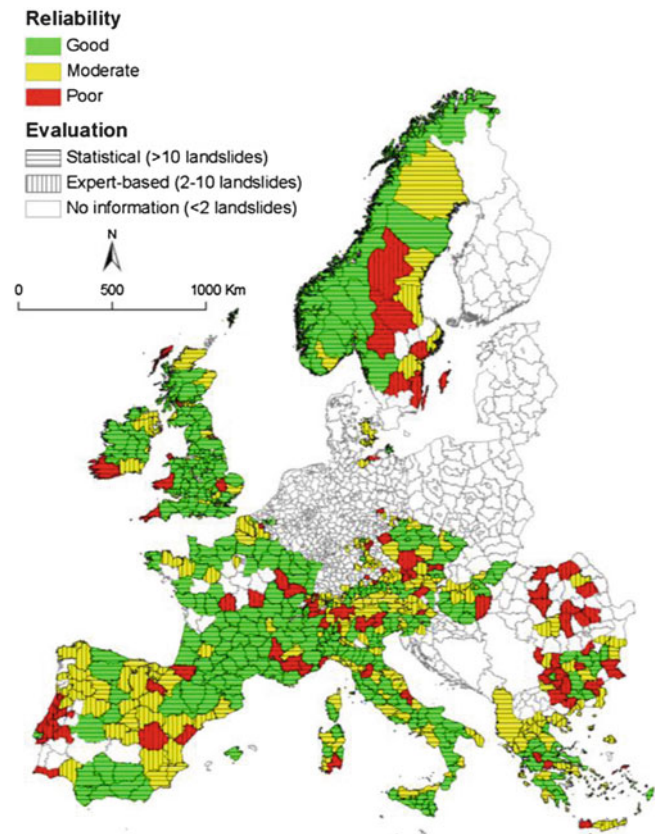 Reliability
Good
Moderate
Poor
Evaluation
Statistical (>10 landslides)
Expert-based (2-10 landslides)
No information (<2 landslides)
N
0 500 1000 Km